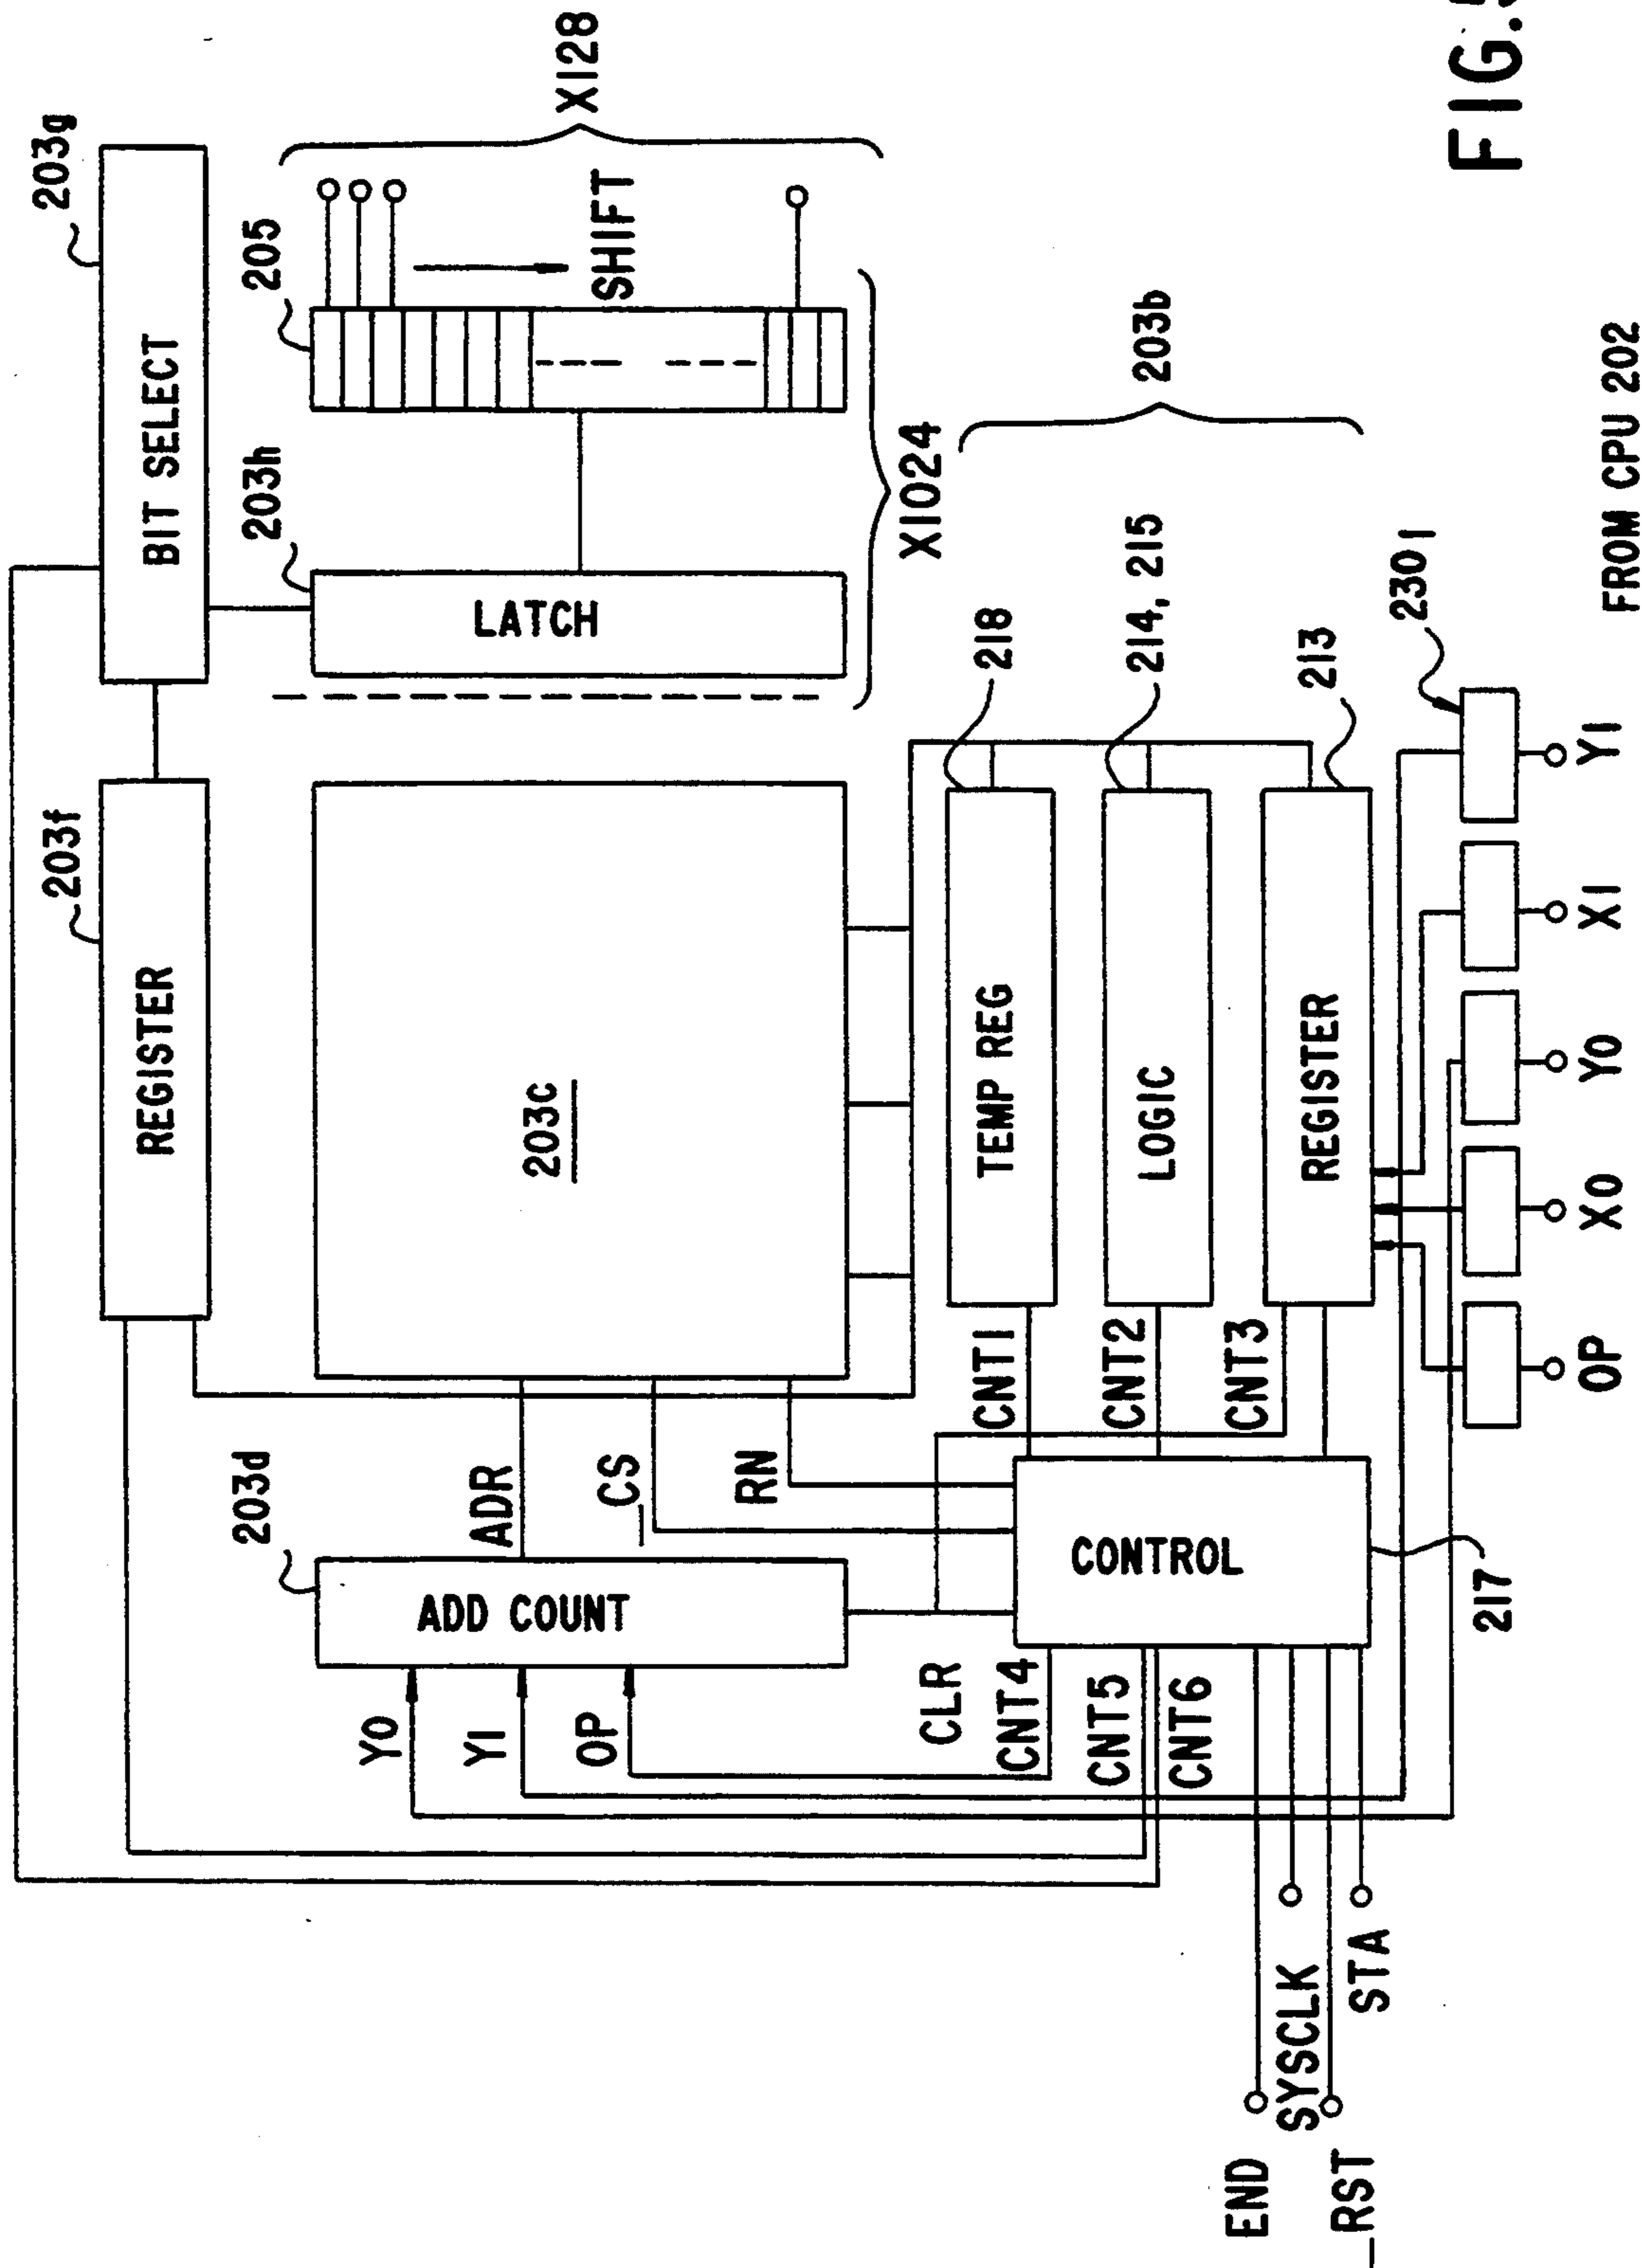 203f
203g
REGISTER
BIT SELECT
203d
203h
205
ADD COUNT
ADR
203c
LATCH
SHIFT
X128
Y0
Y1
OP
CS
RN
X1024
CLR
CNT4
CNT5
CNT6
CNT1
TEMP REG
218
CNT2
LOGIC
214, 215
203b
CNT3
REGISTER
213
CONTROL
217
END
SYSCLK
RST
STA
230₁
OP
X0
Y0
X1
Y1
FROM CPU 202
FIG.5